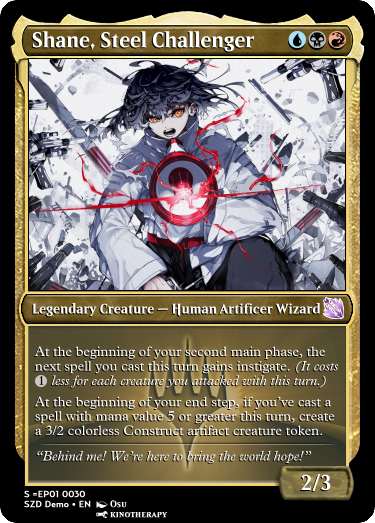 Shane, Steel Challenger
Legendary Creature — Human Artificer Wizard
At the beginning of your second main phase, the
next spell you cast this turn gains instigate. (It costs
1 less for each creature you attacked with this turn.)
At the beginning of your end step, if you've cast a
spell with mana value 5 or greater this turn, create
a 3/2 colorless Construct artifact creature token.
"Behind me! We're here to bring the world hope!"
2/3
S =EP01 0030
SZD Demo • EN Osu
KINOTHERAPY